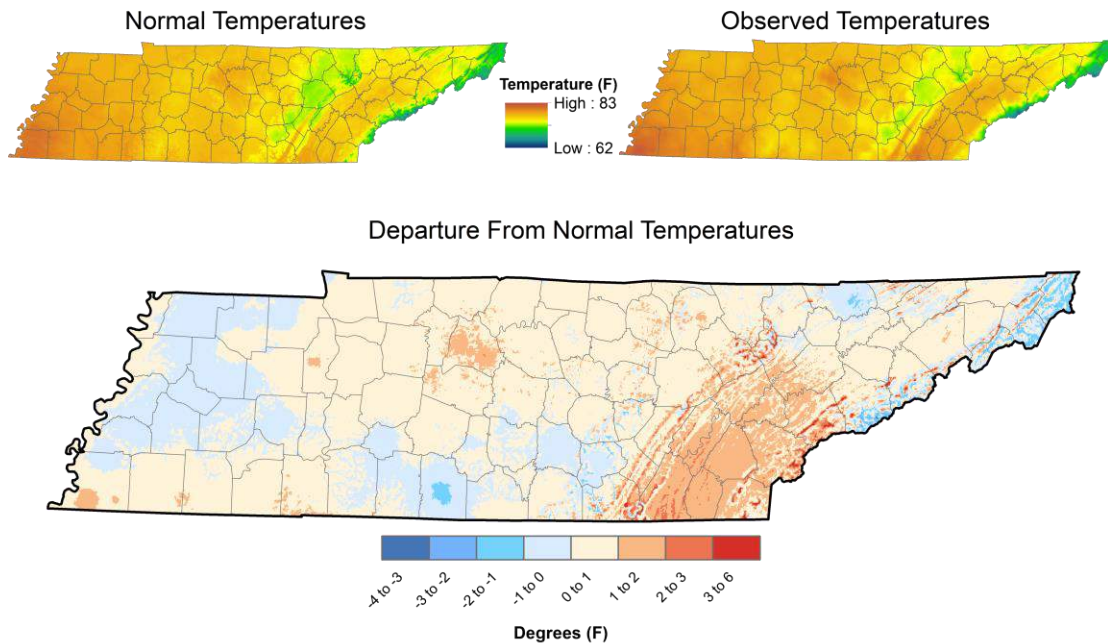 Normal Temperatures
Observed Temperatures
Temperature (F)
High : 83
Low : 62
Departure From Normal Temperatures
-4 to -3
-3 to -2
-2 to -1
-1 to 0
0 to 1
1 to 2
2 to 3
3 to 6
Degrees (F)